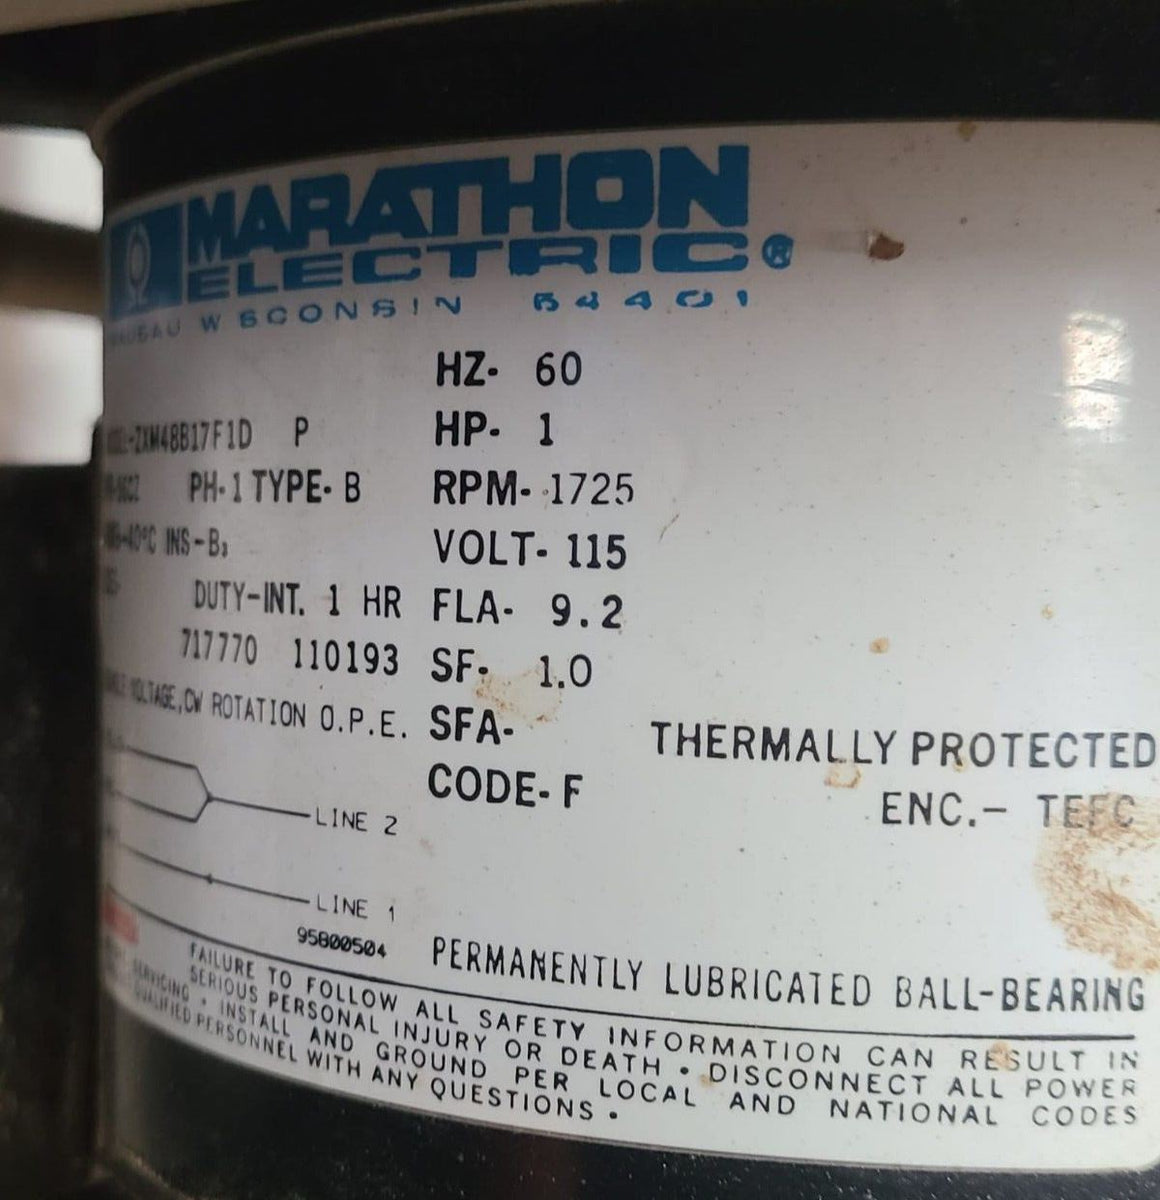 MARATHON
ELECTRIC®
W SCONSIN 54401
HZ- 60
-ZXM48B17F1D P HP- 1
PH-1 TYPE- B RPM- 1725
-40°C INS-B₃ VOLT- 115
DUTY-INT. 1 HR FLA- 9.2
717770 110193 SF- 1.0
VOLTAGE,CW ROTATION O.P.E. SFA-
THERMALLY PROTECTED
CODE- F
ENC.- TEFC
LINE 2
LINE 1
95800504
PERMANENTLY LUBRICATED BALL-BEARING
FAILURE TO FOLLOW ALL SAFETY INFORMATION CAN RESULT IN
SERIOUS PERSONAL INJURY OR DEATH • DISCONNECT ALL POWER
SERVICING • INSTALL AND GROUND PER LOCAL AND NATIONAL CODES
QUALIFIED PERSONNEL WITH ANY QUESTIONS •